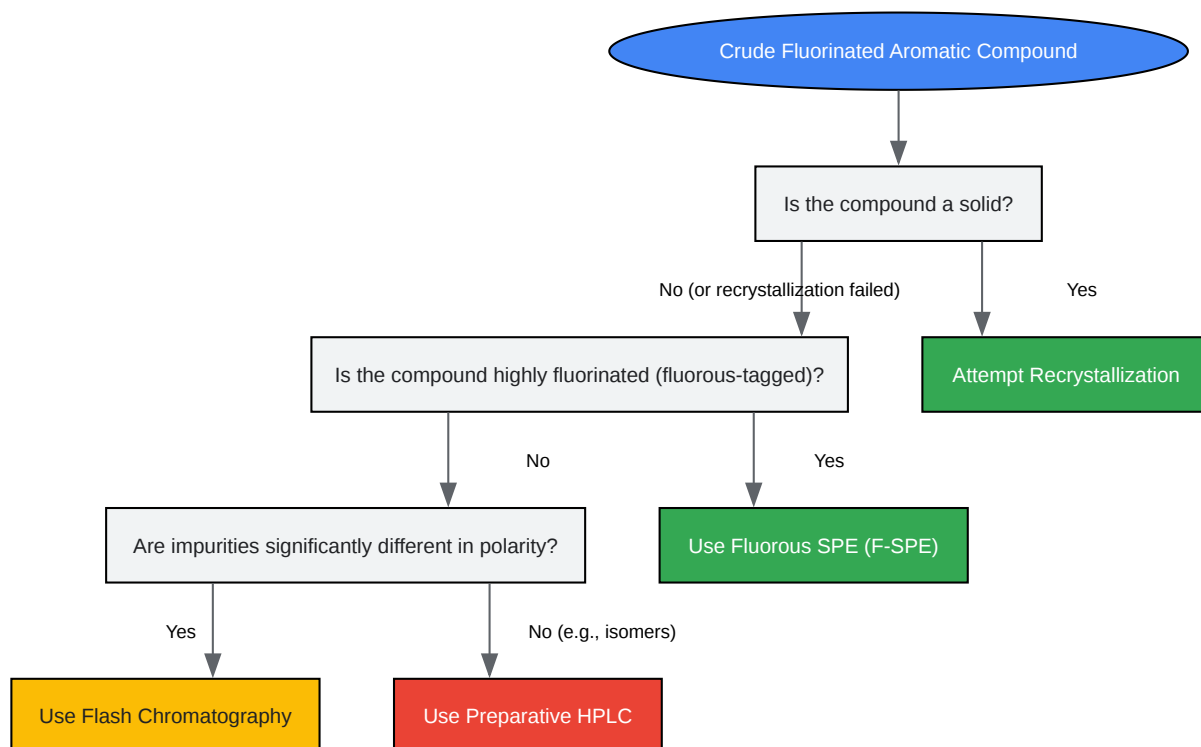 Crude Fluorinated Aromatic Compound
Is the compound a solid?
No (or recrystallization failed)
Yes
Is the compound highly fluorinated (fluorous-tagged)?
Attempt Recrystallization
No
Yes
Are impurities significantly different in polarity?
Use Fluorous SPE (F-SPE)
Yes
No (e.g., isomers)
Use Flash Chromatography
Use Preparative HPLC